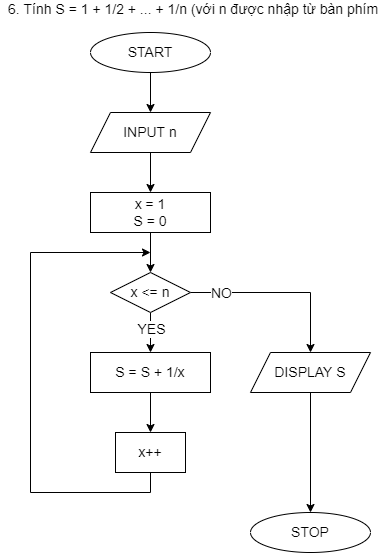 6. Tính S = 1 + 1/2 + ... + 1/n (với n được nhập từ bàn phím
START
INPUT n
x = 1
S = 0
x <= n
NO
YES
S = S + 1/x
DISPLAY S
x++
STOP